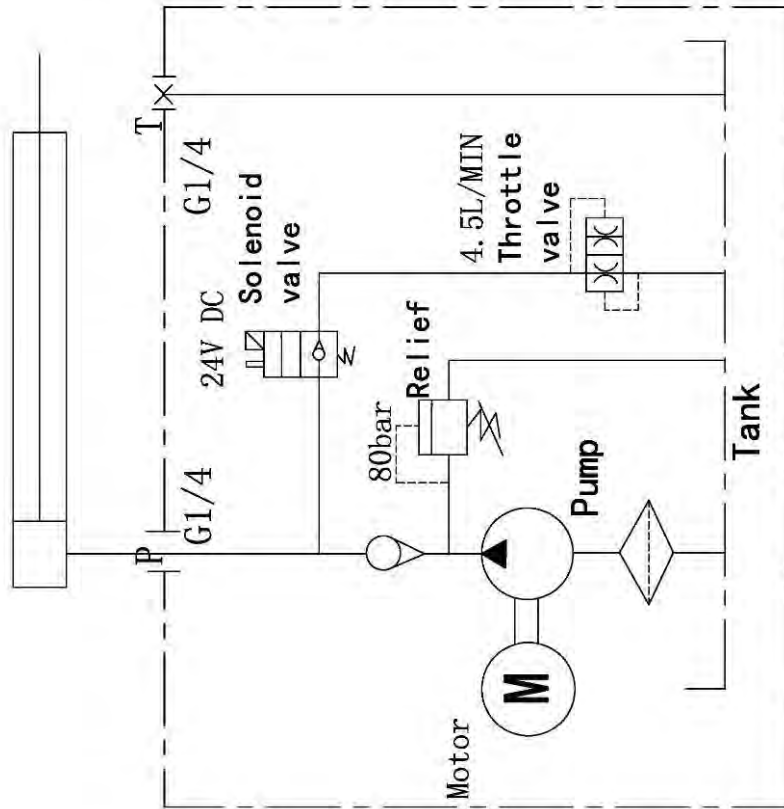 T
G1/4
4.5L/MIN
Throttle
valve
24V DC
Solenoid
valve
Relief
80bar
P
G1/4
Pump
Tank
M
Motor